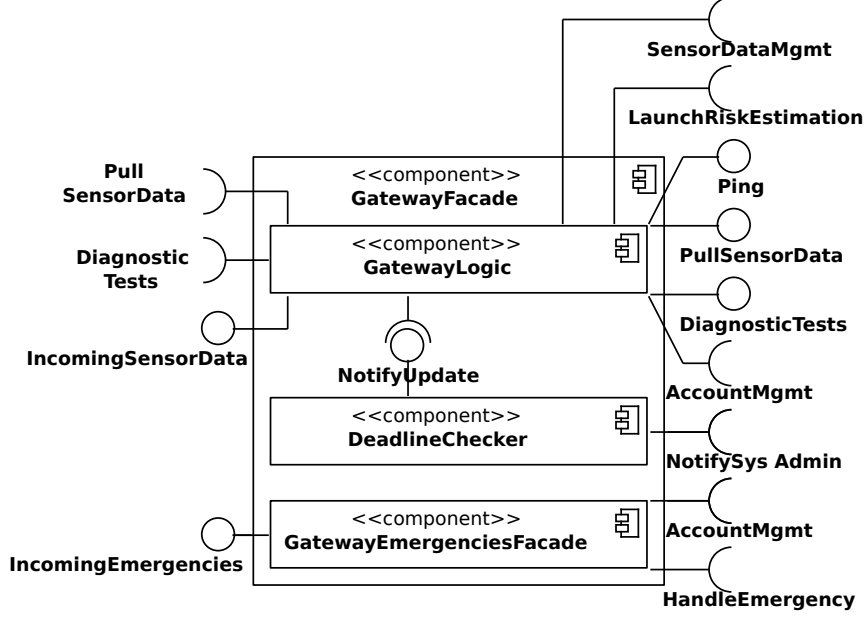 SensorDataMgmt
LaunchRiskEstimation
Pull
SensorData
<<component>>
GatewayFacade
Ping
Diagnostic
Tests
<<component>>
GatewayLogic
PullSensorData
IncomingSensorData
DiagnosticTests
NotifyUpdate
AccountMgmt
<<component>>
DeadlineChecker
NotifySys Admin
<<component>>
GatewayEmergenciesFacade
AccountMgmt
IncomingEmergencies
HandleEmergency